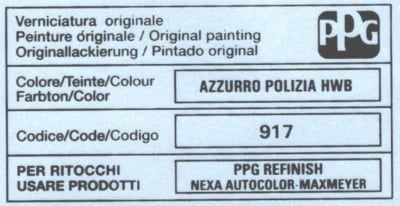 Verniciatura originale
Peinture originale / Original painting
Originallackierung / Pintado original
PPG
Colore/Teinte/Colour
Farbton/Color
AZZURRO POLIZIA HWB
Codice/Code/Codigo
917
PER RITOCCHI
USARE PRODOTTI
PPG REFINISH
NEXA AUTOCOLOR-MAXMEYER